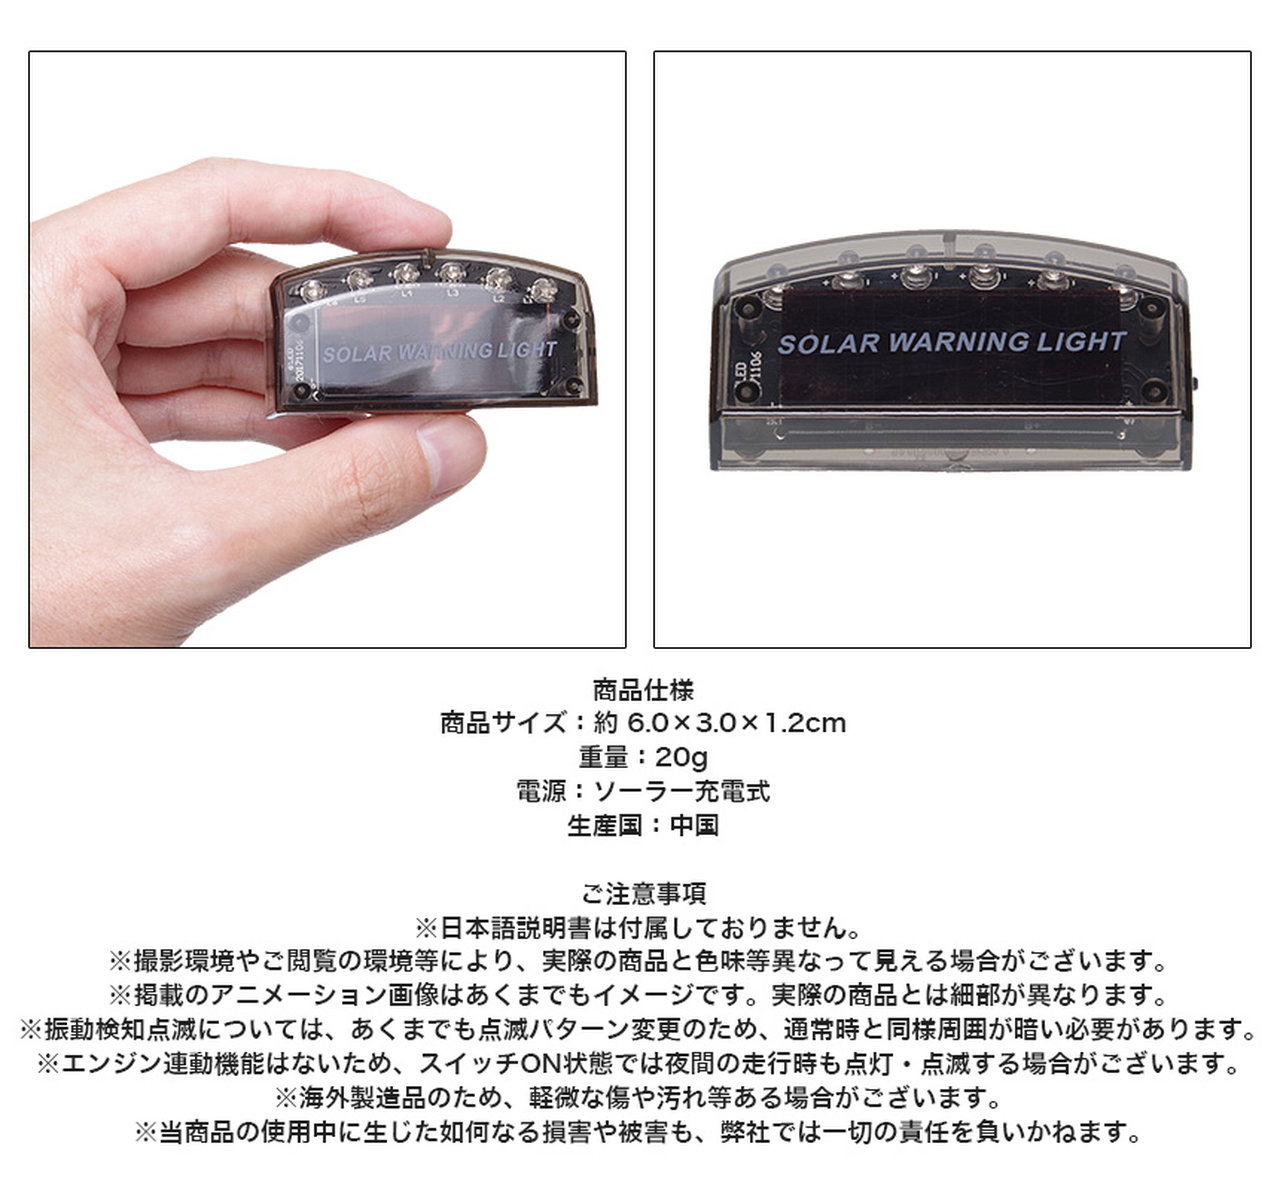 L6 L5 L4 L3 L2
6LED
20171106
SOLAR WARNING LIGHT
SOLAR WARNING LIGHT
商品仕様
商品サイズ：約 6.0×3.0×1.2cm
重量：20g
電源：ソーラー充電式
生産国：中国
ご注意事項
※日本語説明書は付属しておりません。
※撮影環境やご閲覧の環境等により、実際の商品と色味等異なって見える場合がございます。
※掲載のアニメーション画像はあくまでもイメージです。実際の商品とは細部が異なります。
※振動検知点滅については、あくまでも点滅パターン変更のため、通常時と同様周囲が暗い必要があります。
※エンジン連動機能はないため、スイッチON状態では夜間の走行時も点灯・点滅する場合がございます。
※海外製造品のため、軽微な傷や汚れ等ある場合がございます。
※当商品の使用中に生じた如何なる損害や被害も、弊社では一切の責任を負いかねます。